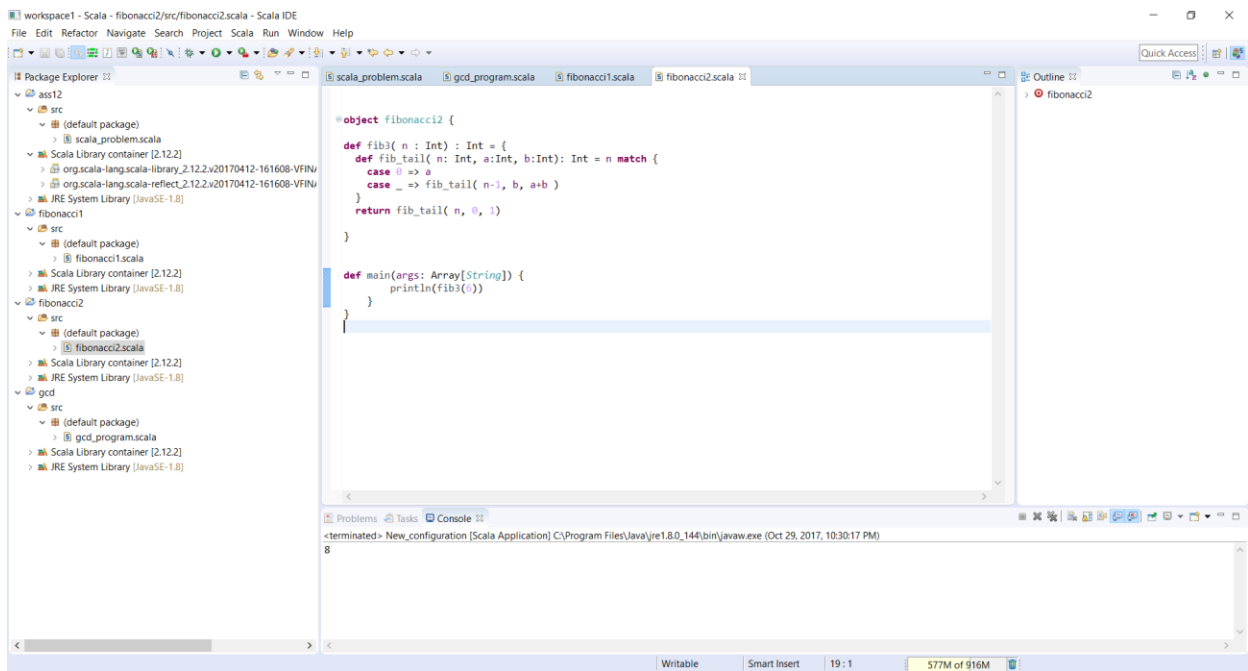 workspace1 - Scala - fibonacci2/src/fibonacci2.scala - Scala IDE
File Edit Refactor Navigate Search Project Scala Run Window Help
Quick Access
Package Explorer
ass12
src
(default package)
scala_problem.scala
Scala Library container [2.12.2]
org.scala-lang.scala-library_2.12.2.v20170412-161608-VFINA
org.scala-lang.scala-reflect_2.12.2.v20170412-161608-VFINA
JRE System Library [JavaSE-1.8]
fibonacci1
src
(default package)
fibonacci1.scala
Scala Library container [2.12.2]
JRE System Library [JavaSE-1.8]
fibonacci2
src
(default package)
fibonacci2.scala
Scala Library container [2.12.2]
JRE System Library [JavaSE-1.8]
gcd
src
(default package)
gcd_program.scala
Scala Library container [2.12.2]
JRE System Library [JavaSE-1.8]
scala_problem.scala gcd_program.scala fibonacci1.scala fibonacci2.scala
object fibonacci2 {
def fib3( n : Int) : Int = {
def fib_tail( n: Int, a:Int, b:Int): Int = n match {
case 0 => a
case _ => fib_tail( n-1, b, a+b )
}
return fib_tail( n, 0, 1)
}
def main(args: Array[String]) {
println(fib3(6))
}
}
Outline
fibonacci2
Problems Tasks Console
<terminated> New_configuration [Scala Application] C:\Program Files\Java\jre1.8.0_144\bin\javaw.exe (Oct 29, 2017, 10:30:17 PM)
8
Writable Smart Insert 19 : 1 577M of 916M